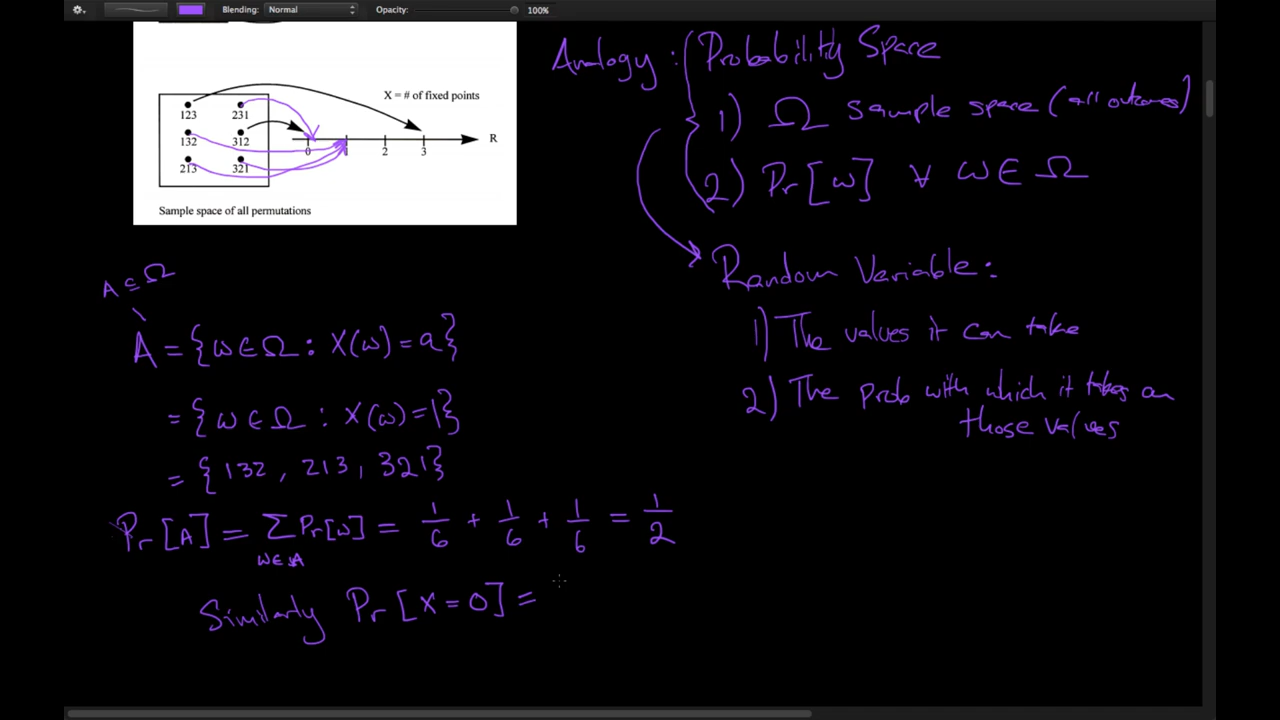 Blending: Normal Opacity: 100%
X = # of fixed points
123 231
132 312
213 321
0 1 2 3 R
Sample space of all permutations
Analogy : Probability Space
1) Ω sample space (all outcomes)
2) Pr[ω] ∀ ω ∈ Ω
Random Variable:
1) The values it can take
2) The prob with which it takes on
those values
A ⊆ Ω
A = {ω ∈ Ω : X(ω) = a}
= {ω ∈ Ω : X(ω) = 1}
= {132, 213, 321}
Pr[A] = Σ Pr[ω] = 1/6 + 1/6 + 1/6 = 1/2
ω ∈ A
Similarly Pr[X = 0] =